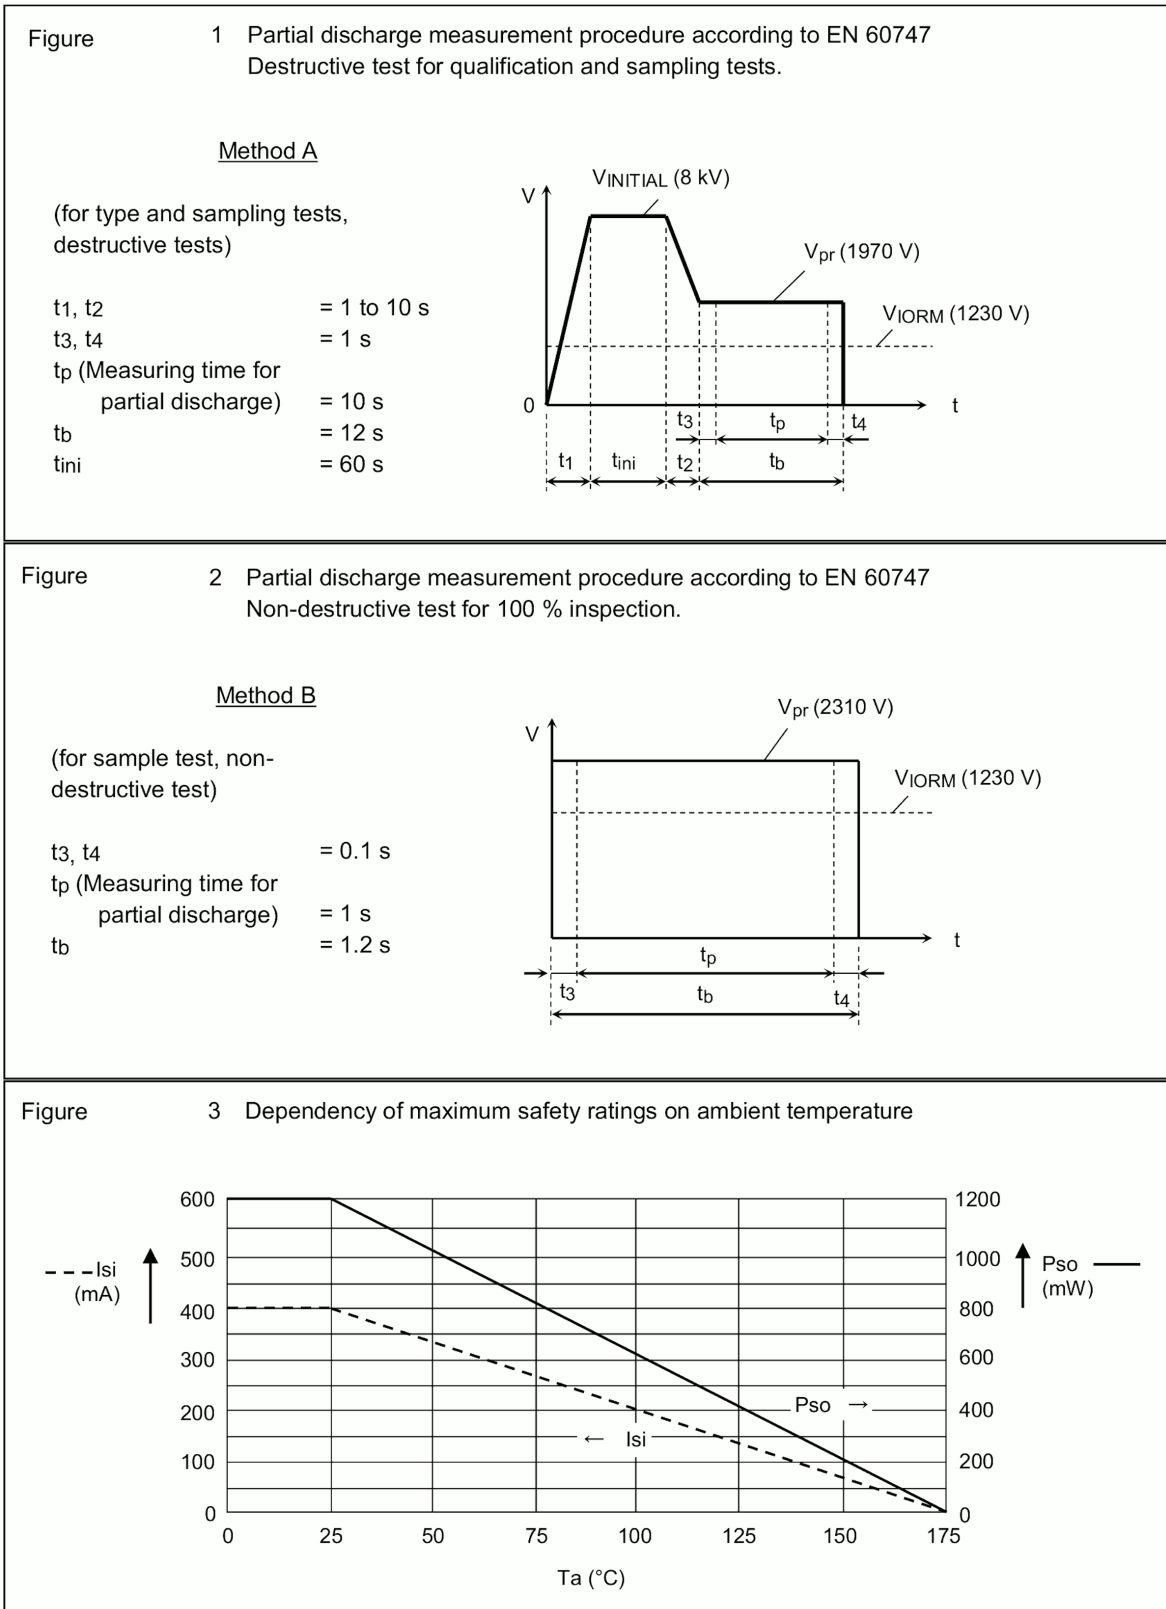 Figure 1 Partial discharge measurement procedure according to EN 60747
Destructive test for qualification and sampling tests.
Method A
(for type and sampling tests,
destructive tests)
t1, t2 = 1 to 10 s
t3, t4 = 1 s
tp (Measuring time for
partial discharge) = 10 s
tb = 12 s
tini = 60 s
V
VINITIAL (8 kV)
Vpr (1970 V)
VIORM (1230 V)
0
t
t3 tp t4
t1 tini t2 tb
Figure 2 Partial discharge measurement procedure according to EN 60747
Non-destructive test for 100 % inspection.
Method B
(for sample test, non-
destructive test)
t3, t4 = 0.1 s
tp (Measuring time for
partial discharge) = 1 s
tb = 1.2 s
Vpr (2310 V)
V
VIORM (1230 V)
t
tp
t3 tb t4
Figure 3 Dependency of maximum safety ratings on ambient temperature
600 1200
500 1000
Isi
(mA)
Pso
(mW)
400 800
300 600
200 Pso → 400
← Isi
100 200
0 0
0 25 50 75 100 125 150 175
Ta (°C)